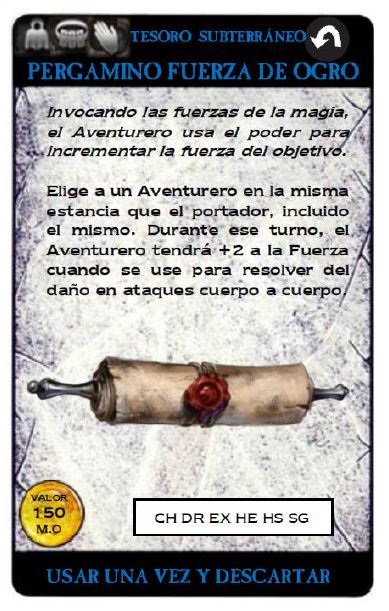 TESORO SUBTERRÁNEO
PERGAMINO FUERZA DE OGRO
Invocando las fuerzas de la magia,
el Aventurero usa el poder para
incrementar la fuerza del objetivo.
Elige a un Aventurero en la misma
estancia que el portador, incluido
el mismo. Durante ese turno, el
Aventurero tendrá +2 a la Fuerza
cuando se use para resolver del
daño en ataques cuerpo a cuerpo.
VALOR
150
M.O
CH DR EX HE HS SG
USAR UNA VEZ Y DESCARTAR